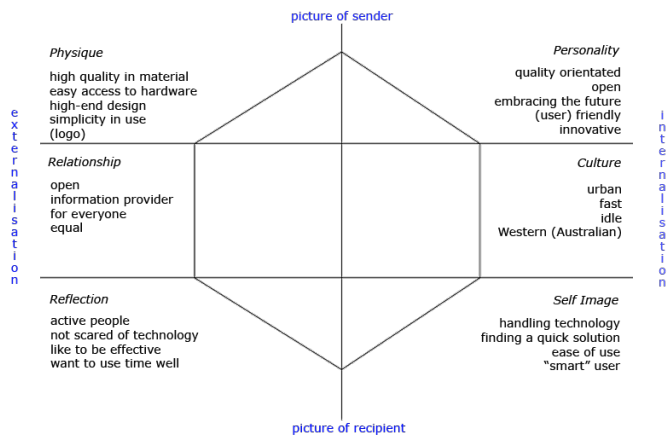 picture of sender
Physique
high quality in material
easy access to hardware
high-end design
simplicity in use
(logo)
Personality
quality orientated
open
embracing the future
(user) friendly
innovative
externalisation
internalisation
Relationship
open
information provider
for everyone
equal
Culture
urban
fast
idle
Western (Australian)
Reflection
active people
not scared of technology
like to be effective
want to use time well
Self Image
handling technology
finding a quick solution
ease of use
“smart” user
picture of recipient